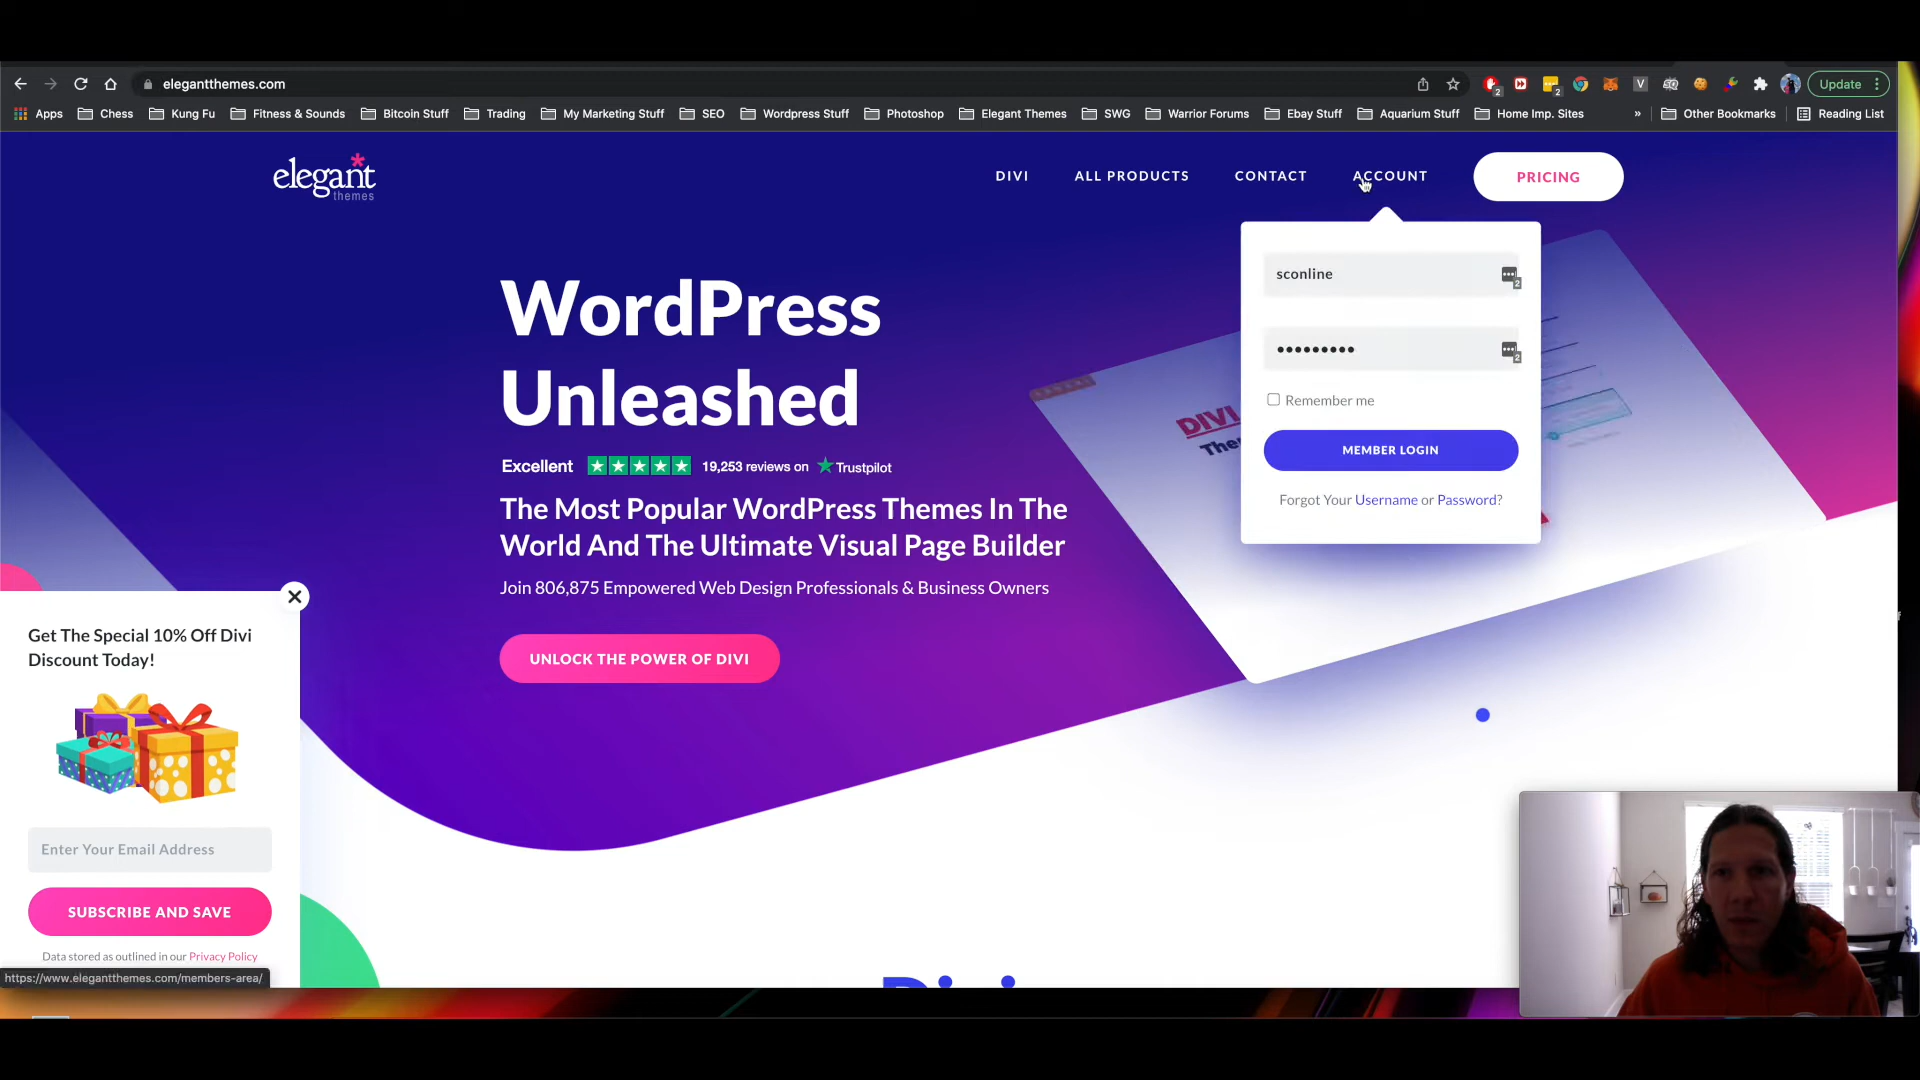 elegantthemes.com
Update
2
2
V
Apps
Chess
Kung Fu
Fitness & Sounds
Bitcoin Stuff
Trading
My Marketing Stuff
SEO
Wordpress Stuff
Photoshop
Elegant Themes
SWG
Warrior Forums
Ebay Stuff
Aquarium Stuff
Home Imp. Sites
»
Other Bookmarks
Reading List
elegant
themes
DIVI
ALL PRODUCTS
CONTACT
ACCOUNT
PRICING
sconline
2
•••••••••
2
Remember me
MEMBER LOGIN
Forgot Your Username or Password?
WordPress
Unleashed
Excellent
19,253 reviews on
Trustpilot
The Most Popular WordPress Themes In The
World And The Ultimate Visual Page Builder
Join 806,875 Empowered Web Design Professionals & Business Owners
UNLOCK THE POWER OF DIVI
DIVI
Get The Special 10% Off Divi
Discount Today!
Enter Your Email Address
SUBSCRIBE AND SAVE
Data stored as outlined in our Privacy Policy
https://www.elegantthemes.com/members-area/